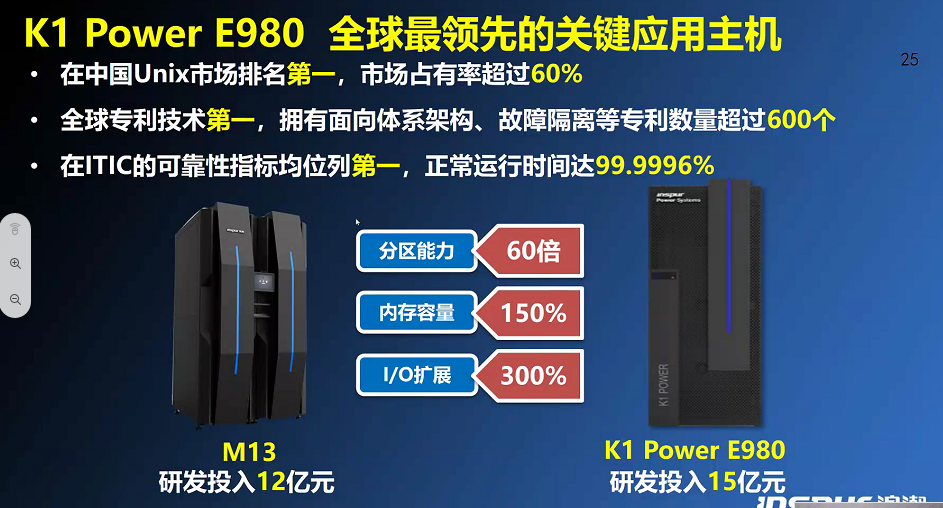 K1 Power E980 全球最领先的关键应用主机
25
• 在中国Unix市场排名第一，市场占有率超过60%
• 全球专利技术第一，拥有面向体系架构、故障隔离等专利数量超过600个
• 在ITIC的可靠性指标均位列第一，正常运行时间达99.9996%
inspur
Power Systems
分区能力 60倍
内存容量 150%
I/O扩展 300%
K1 POWER
M13
研发投入12亿元
K1 Power E980
研发投入15亿元
inspur 浪潮